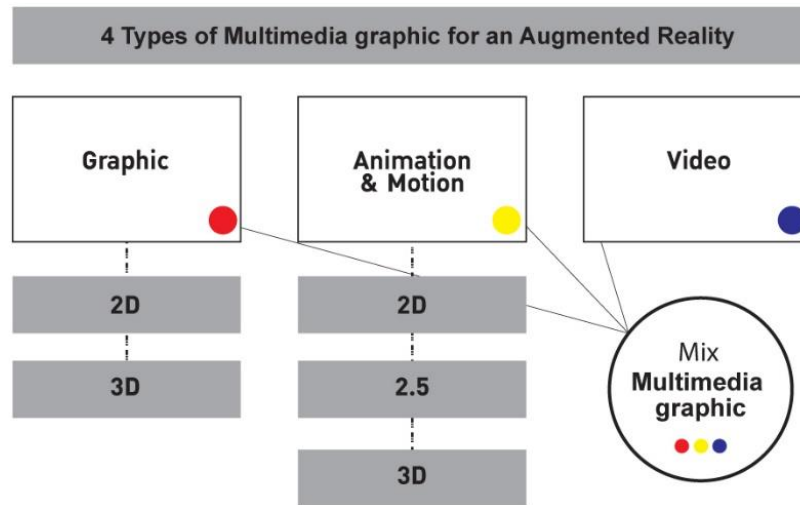 4 Types of Multimedia graphic for an Augmented Reality
Graphic
2D
3D
Animation
& Motion
2D
2.5
3D
Video
Mix
Multimedia
graphic